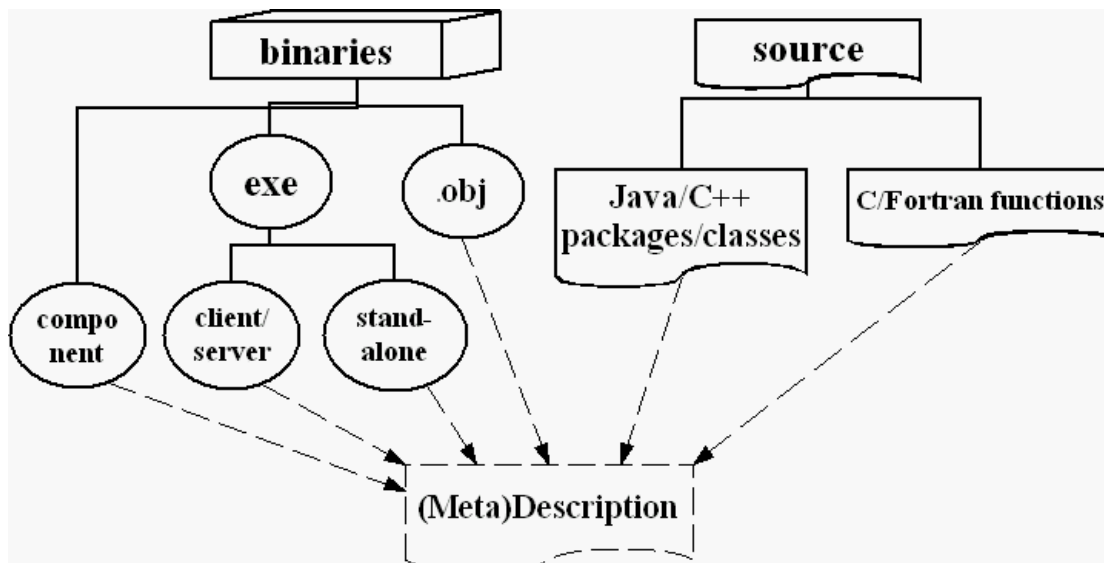 binaries
source
exe
.obj
Java/C++
packages/classes
C/Fortran functions
compo
nent
client/
server
stand-
alone
(Meta)Description